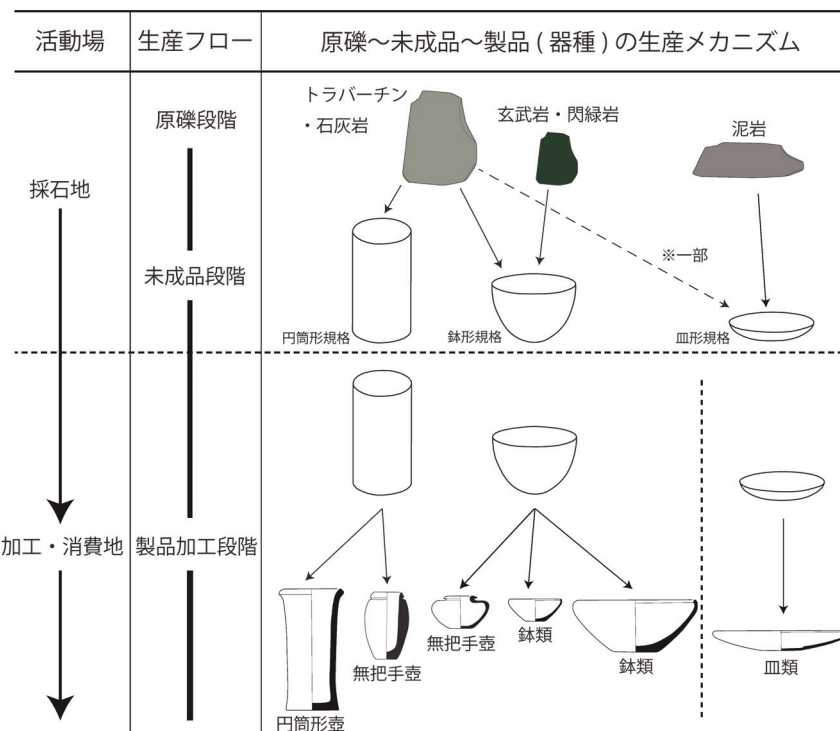 活動場
生産フロー
原礫～未成品～製品(器種)の生産メカニズム
トラバーチン
・石灰岩
玄武岩・閃緑岩
泥岩
原礫段階
採石地
※一部
未成品段階
円筒形規格
鉢形規格
皿形規格
加工・消費地
製品加工段階
無把手壺
鉢類
無把手壺
鉢類
皿類
円筒形壺